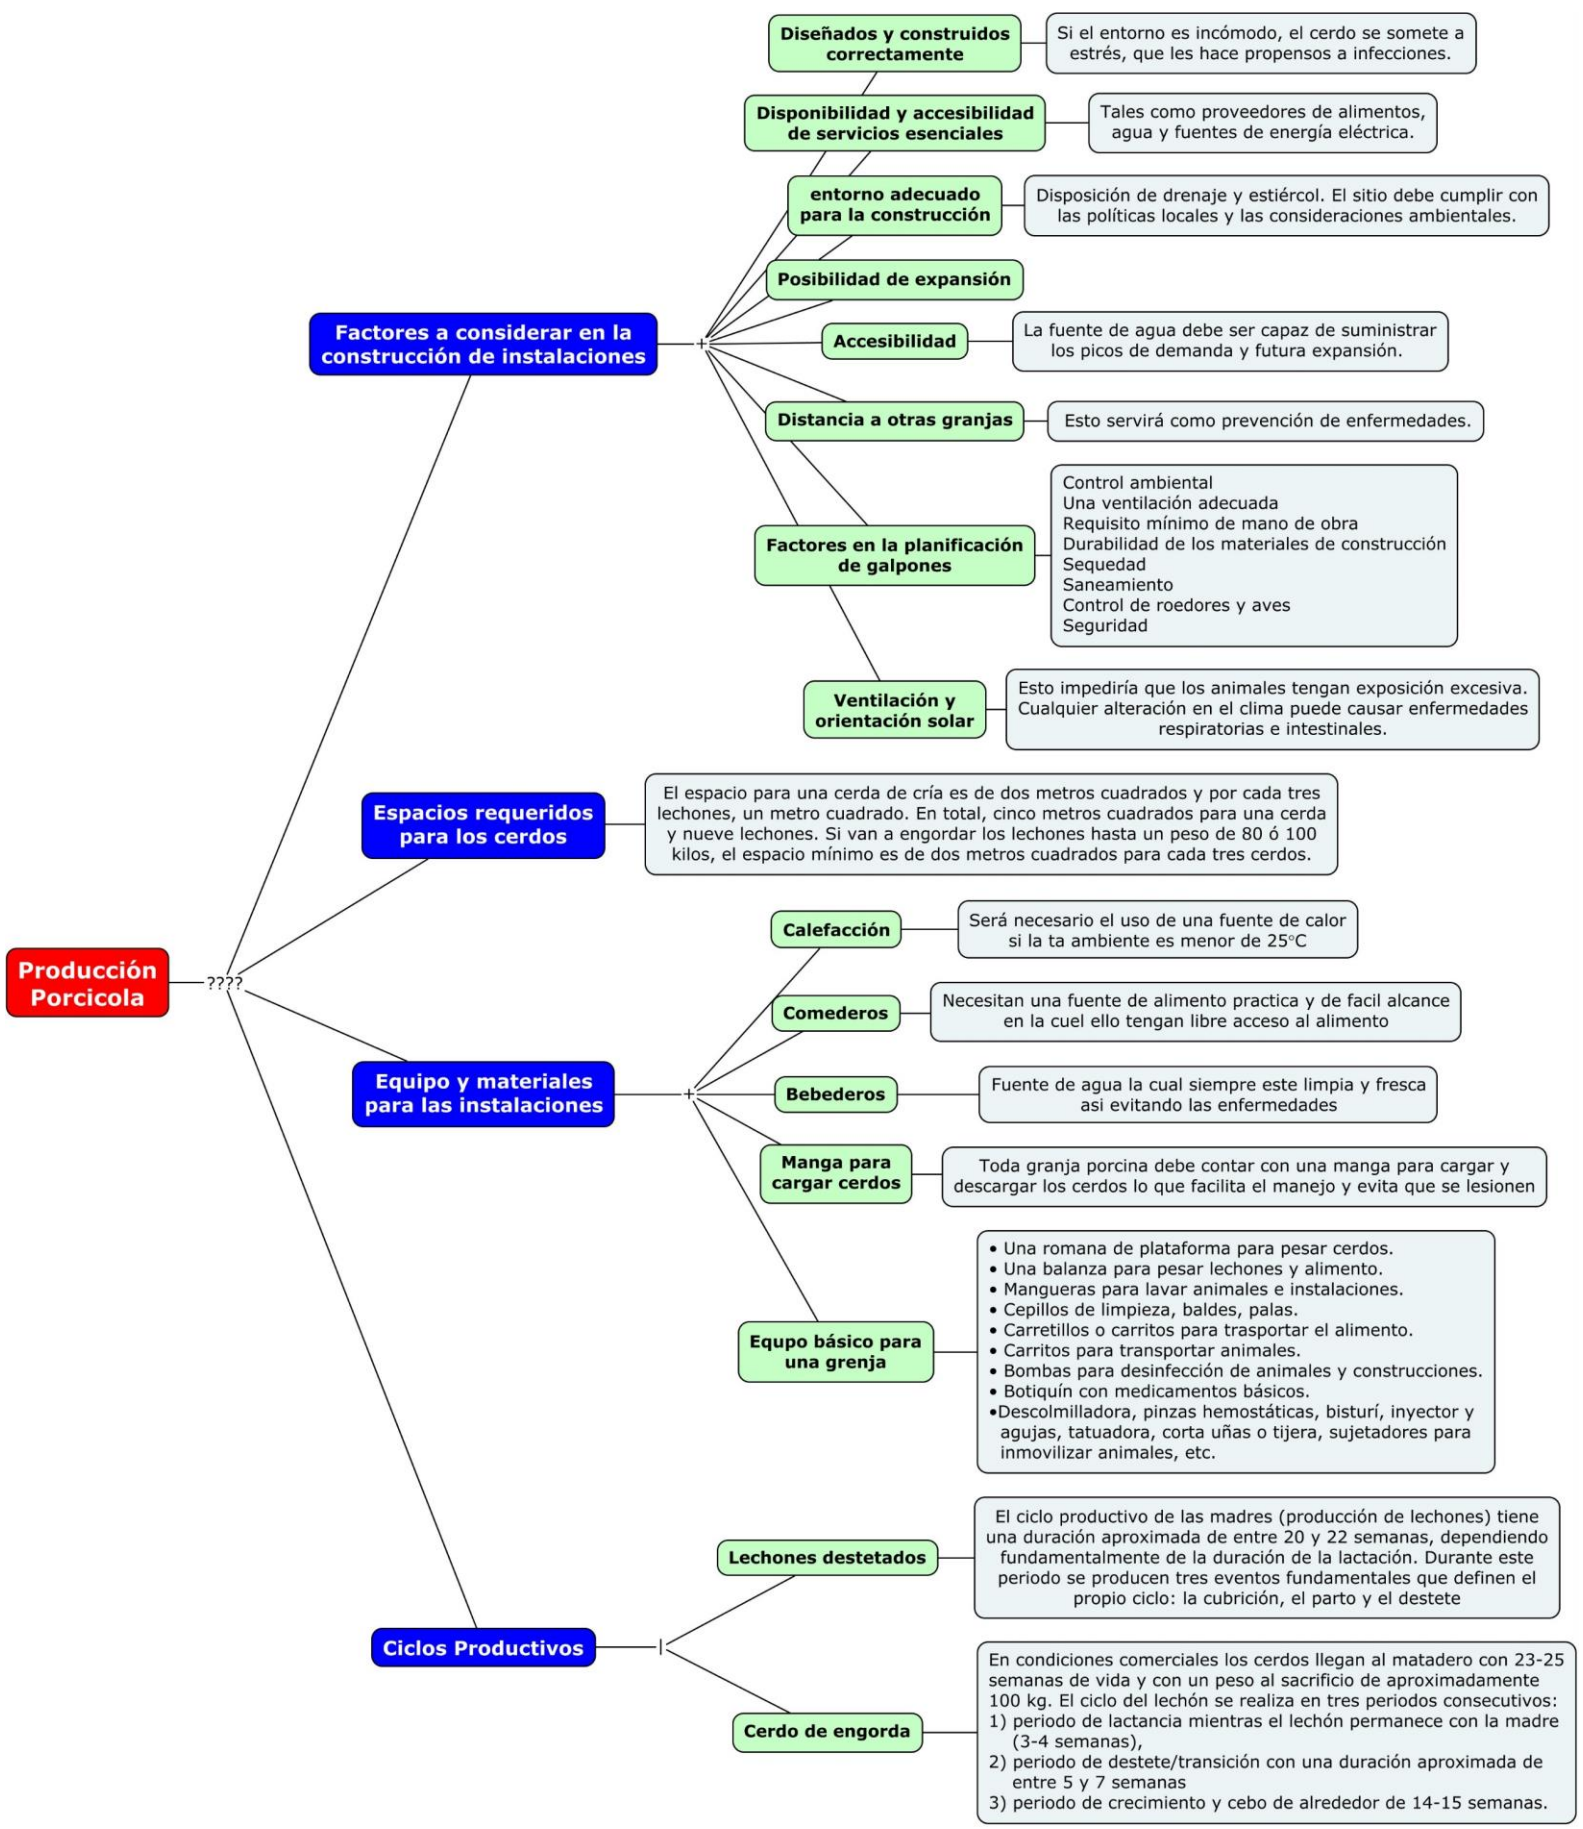 Producción
Porcicola
????
Factores a considerar en la
construcción de instalaciones
+
Diseñados y construidos
correctamente
Si el entorno es incómodo, el cerdo se somete a
estrés, que les hace propensos a infecciones.
Disponibilidad y accesibilidad
de servicios esenciales
Tales como proveedores de alimentos,
agua y fuentes de energía eléctrica.
entorno adecuado
para la construcción
Disposición de drenaje y estiércol. El sitio debe cumplir con
las políticas locales y las consideraciones ambientales.
Posibilidad de expansión
Accesibilidad
La fuente de agua debe ser capaz de suministrar
los picos de demanda y futura expansión.
Distancia a otras granjas
Esto servirá como prevención de enfermedades.
Factores en la planificación
de galpones
Control ambiental
Una ventilación adecuada
Requisito mínimo de mano de obra
Durabilidad de los materiales de construcción
Sequedad
Saneamiento
Control de roedores y aves
Seguridad
Ventilación y
orientación solar
Esto impediría que los animales tengan exposición excesiva.
Cualquier alteración en el clima puede causar enfermedades
respiratorias e intestinales.
Espacios requeridos
para los cerdos
El espacio para una cerda de cría es de dos metros cuadrados y por cada tres
lechones, un metro cuadrado. En total, cinco metros cuadrados para una cerda
y nueve lechones. Si van a engordar los lechones hasta un peso de 80 ó 100
kilos, el espacio mínimo es de dos metros cuadrados para cada tres cerdos.
Equipo y materiales
para las instalaciones
+
Calefacción
Será necesario el uso de una fuente de calor
si la ta ambiente es menor de 25°C
Comederos
Necesitan una fuente de alimento practica y de facil alcance
en la cuel ello tengan libre acceso al alimento
Bebederos
Fuente de agua la cual siempre este limpia y fresca
asi evitando las enfermedades
Manga para
cargar cerdos
Toda granja porcina debe contar con una manga para cargar y
descargar los cerdos lo que facilita el manejo y evita que se lesionen
Equpo básico para
una grenja
• Una romana de plataforma para pesar cerdos.
• Una balanza para pesar lechones y alimento.
• Mangueras para lavar animales e instalaciones.
• Cepillos de limpieza, baldes, palas.
• Carretillos o carritos para trasportar el alimento.
• Carritos para transportar animales.
• Bombas para desinfección de animales y construcciones.
• Botiquín con medicamentos básicos.
•Descolmilladora, pinzas hemostáticas, bisturí, inyector y
agujas, tatuadora, corta uñas o tijera, sujetadores para
inmovilizar animales, etc.
Ciclos Productivos
|
Lechones destetados
El ciclo productivo de las madres (producción de lechones) tiene
una duración aproximada de entre 20 y 22 semanas, dependiendo
fundamentalmente de la duración de la lactación. Durante este
periodo se producen tres eventos fundamentales que definen el
propio ciclo: la cubrición, el parto y el destete
Cerdo de engorda
En condiciones comerciales los cerdos llegan al matadero con 23-25
semanas de vida y con un peso al sacrificio de aproximadamente
100 kg. El ciclo del lechón se realiza en tres periodos consecutivos:
1) periodo de lactancia mientras el lechón permanece con la madre
(3-4 semanas),
2) periodo de destete/transición con una duración aproximada de
entre 5 y 7 semanas
3) periodo de crecimiento y cebo de alrededor de 14-15 semanas.